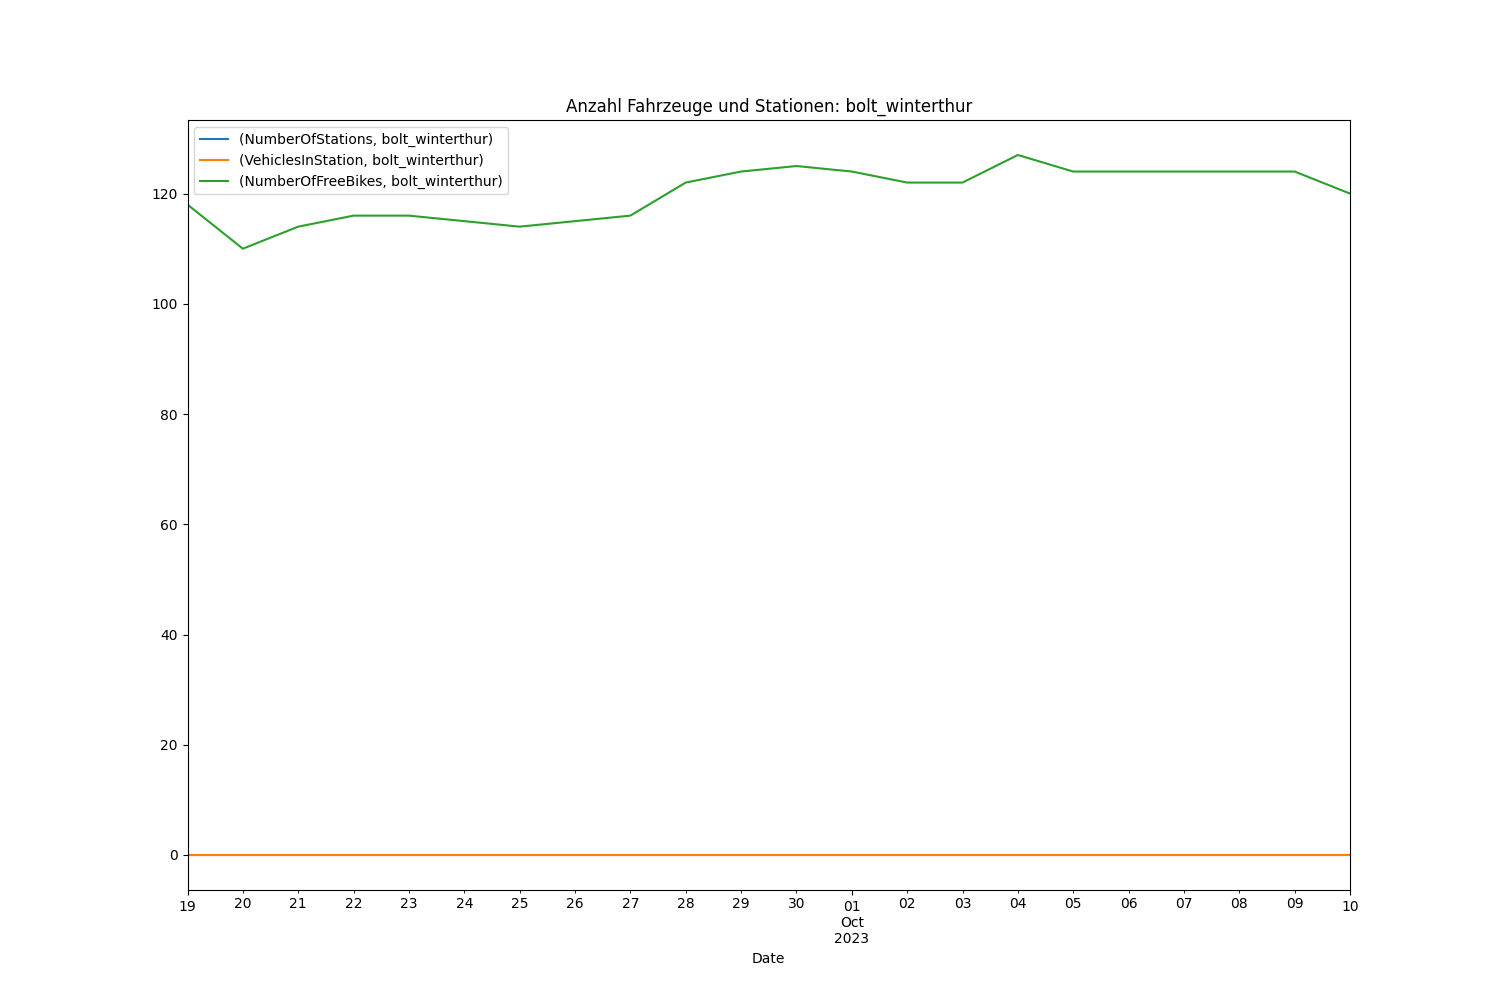 Anzahl Fahrzeuge und Stationen: bolt_winterthur
(NumberOfStations, bolt_winterthur)
(VehiclesInStation, bolt_winterthur)
(NumberOfFreeBikes, bolt_winterthur)
120
100
80
60
40
20
0
19 20 21 22 23 24 25 26 27 28 29 30 01 02 03 04 05 06 07 08 09 10
Oct
2023
Date